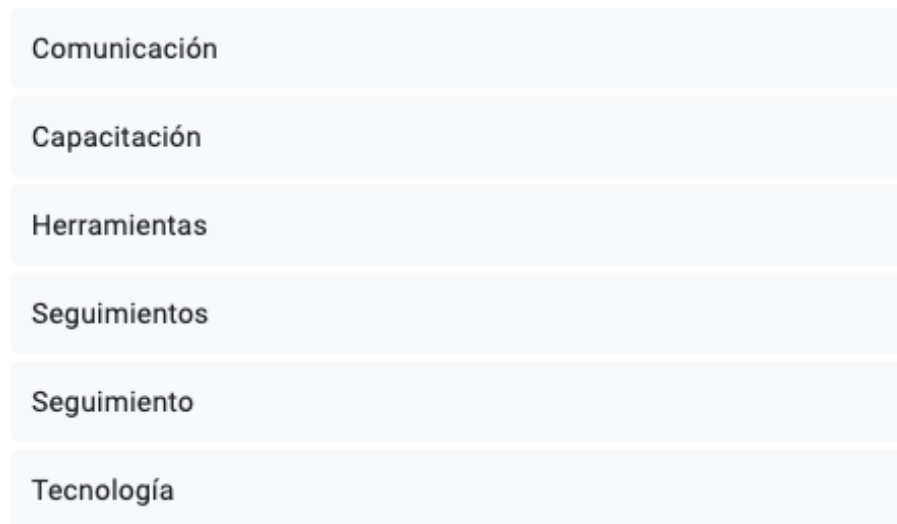 Comunicación
Capacitación
Herramientas
Seguimientos
Seguimiento
Tecnología